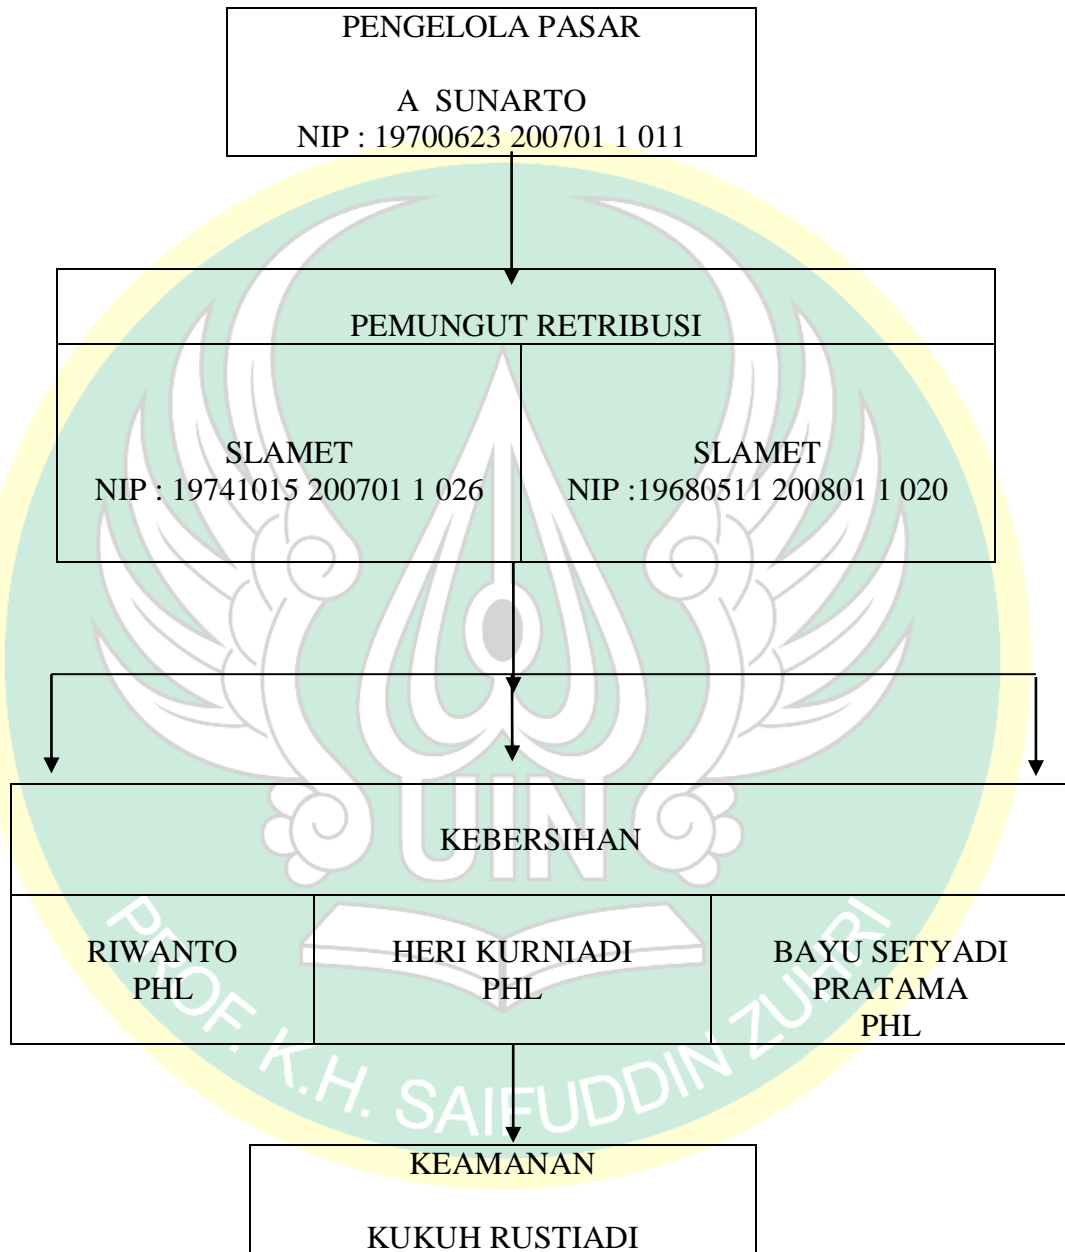 PENGELOLA PASAR
A SUNARTO
NIP : 19700623 200701 1 011
PEMUNGUT RETRIBUSI
SLAMET
NIP : 19741015 200701 1 026
SLAMET
NIP :19680511 200801 1 020
KEBERSIHAN
RIWANTO
PHL
HERI KURNIADI
PHL
BAYU SETYADI
PRATAMA
PHL
KEAMANAN
KUKUH RUSTIADI
UIN
PROF. K.H. SAIFUDDIN ZUHRI